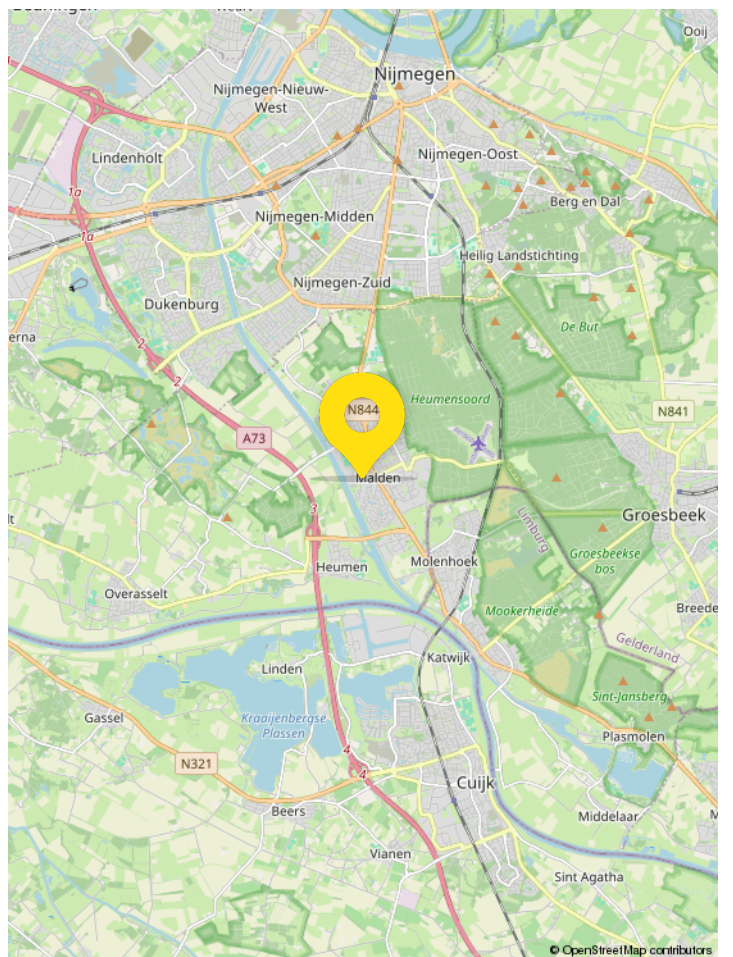 Ooij
Nijmegen
Nijmegen-Nieuw-
West
Lindenholt
Nijmegen-Oost
1a
Berg en Dal
Nijmegen-Midden
1a
Heilig Landstichting
Nijmegen-Zuid
Dukenburg
De But
erna
2
2
Heumensoord
N844
N841
A73
Malden
3
Limburg
Groesbeek
lt
Groesbeekse
bos
Molenhoek
Heumen
Overasselt
Mookerheide
Breede
Gelderland
Katwijk
Linden
Sint-Jansberg
Gassel
Kraaijenbergse
Plassen
Plasmolen
4
N321
4
Cuijk
Beers
Middelaar
M
Vianen
Sint Agatha
© OpenStreetMap contributors